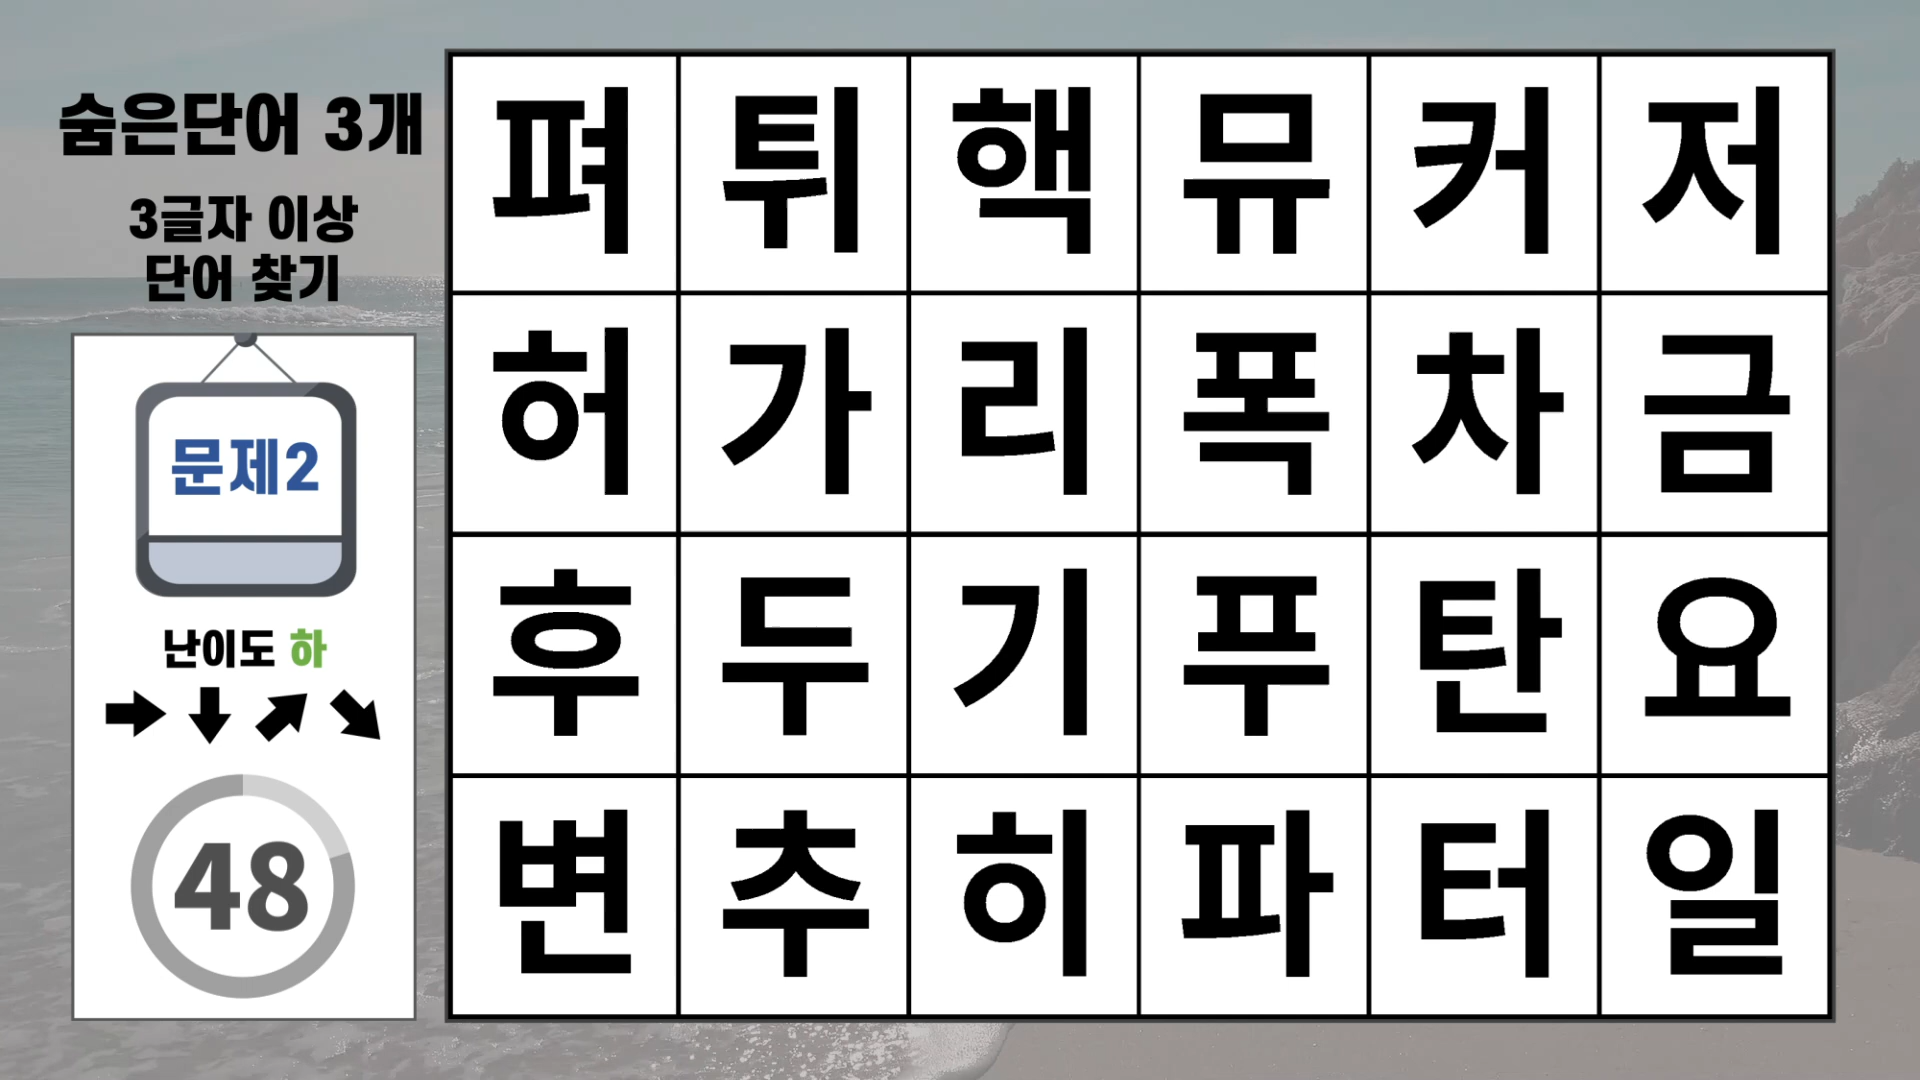 숨은단어 3개
3글자 이상
단어 찾기
문제2
난이도 하
48
펴 튀 핵 뮤 커 저
허 가 리 폭 차 금
후 두 기 푸 탄 요
변 추 히 파 터 일